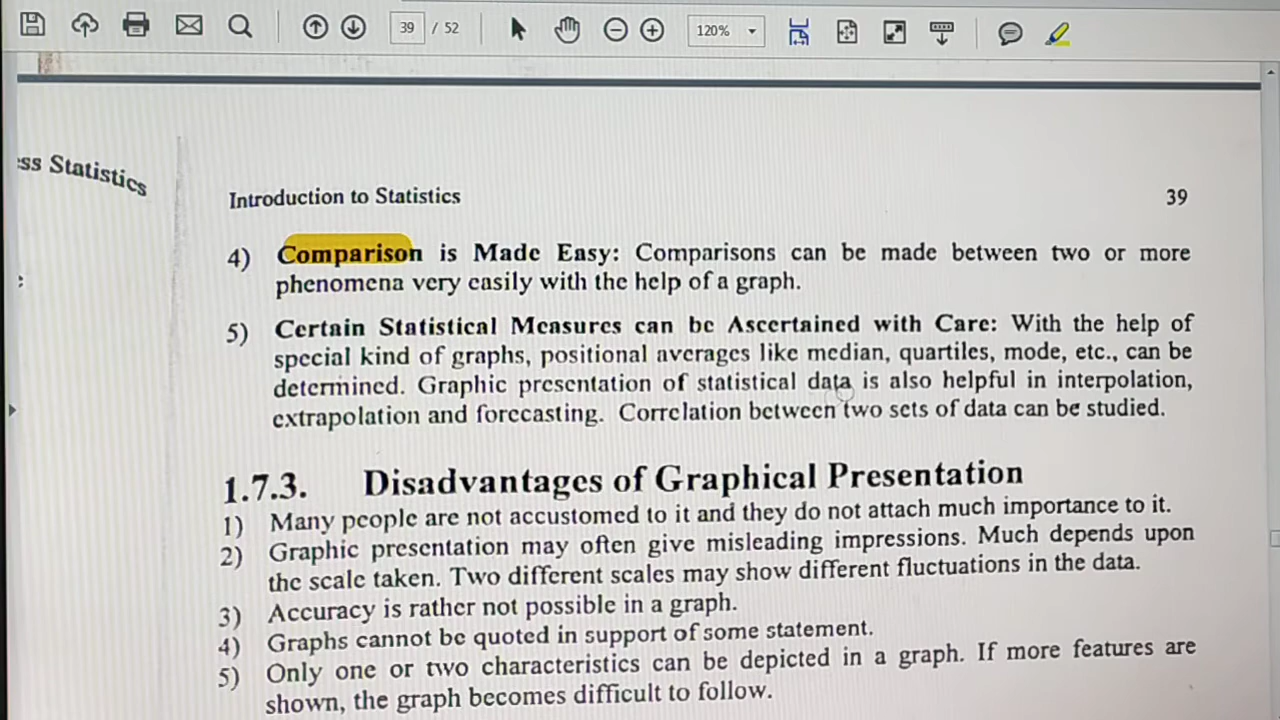 39 / 52
120%
ess Statistics
Introduction to Statistics 39
4) Comparison is Made Easy: Comparisons can be made between two or more
phenomena very easily with the help of a graph.
5) Certain Statistical Measures can be Ascertained with Care: With the help of
special kind of graphs, positional averages like median, quartiles, mode, etc., can be
determined. Graphic presentation of statistical data is also helpful in interpolation,
extrapolation and forecasting. Correlation between two sets of data can be studied.
1.7.3. Disadvantages of Graphical Presentation
1) Many people are not accustomed to it and they do not attach much importance to it.
2) Graphic presentation may often give misleading impressions. Much depends upon
the scale taken. Two different scales may show different fluctuations in the data.
3) Accuracy is rather not possible in a graph.
4) Graphs cannot be quoted in support of some statement.
5) Only one or two characteristics can be depicted in a graph. If more features are
shown, the graph becomes difficult to follow.